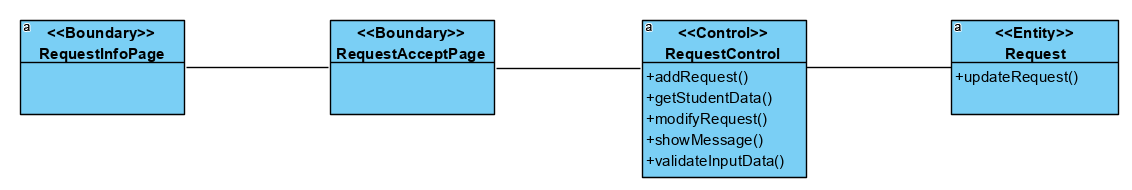 a
<<Boundary>>
RequestInfoPage
<<Boundary>>
RequestAcceptPage
a
<<Control>>
RequestControl
+addRequest()
+getStudentData()
+modifyRequest()
+showMessage()
+validateInputData()
a
<<Entity>>
Request
+updateRequest()